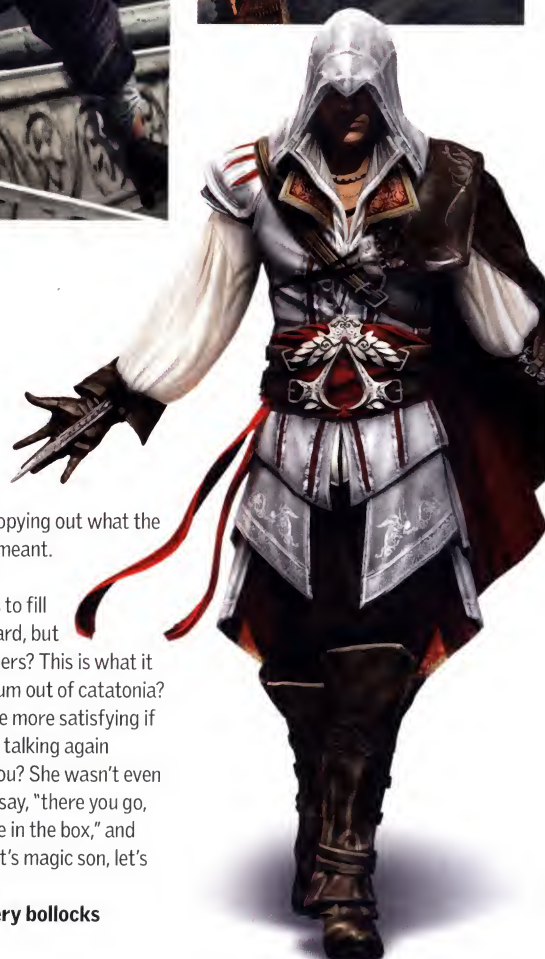 opying out what the
meant.
to fill
ard, but
ers? This is what it
um out of catatonia?
e more satisfying if
talking again
ou? She wasn't even
say, "there you go,
e in the box," and
t's magic son, let's
ery bollocks